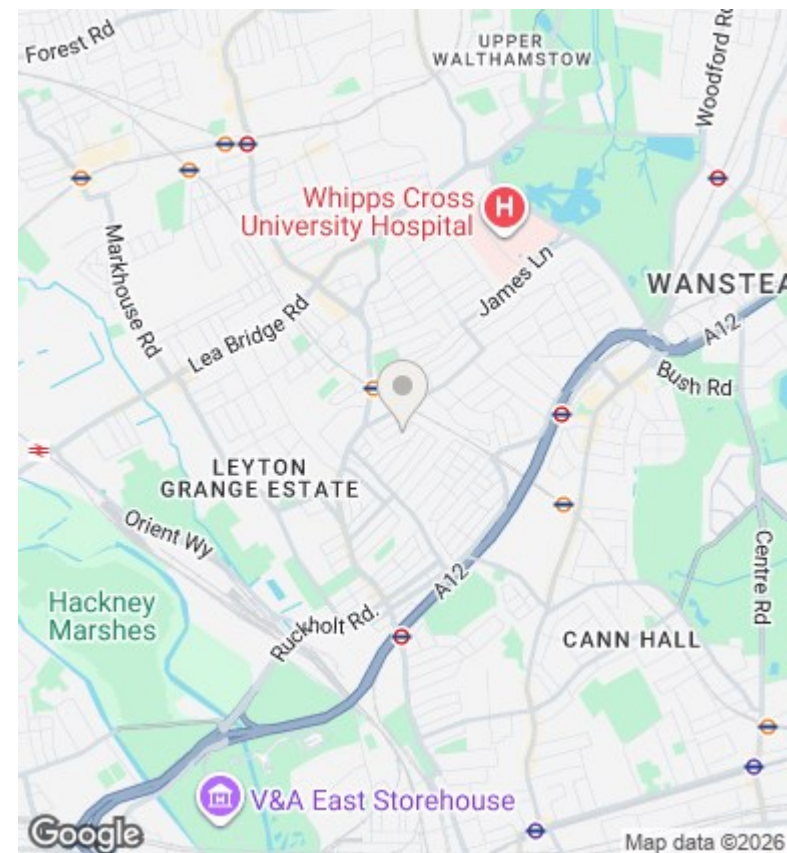 Forest Rd
UPPER
WALTHAMSTOW
Woodford Rd
Whipps Cross
University Hospital
H
Markhouse Rd
James Ln
WANSTEA
Lea Bridge Rd
A12
Bush Rd
LEYTON
GRANGE ESTATE
Orient Wy
Centre Rd
Hackney
Marshes
A12
Ruckholt Rd.
CANN HALL
V&A East Storehouse
Google
Map data ©2026